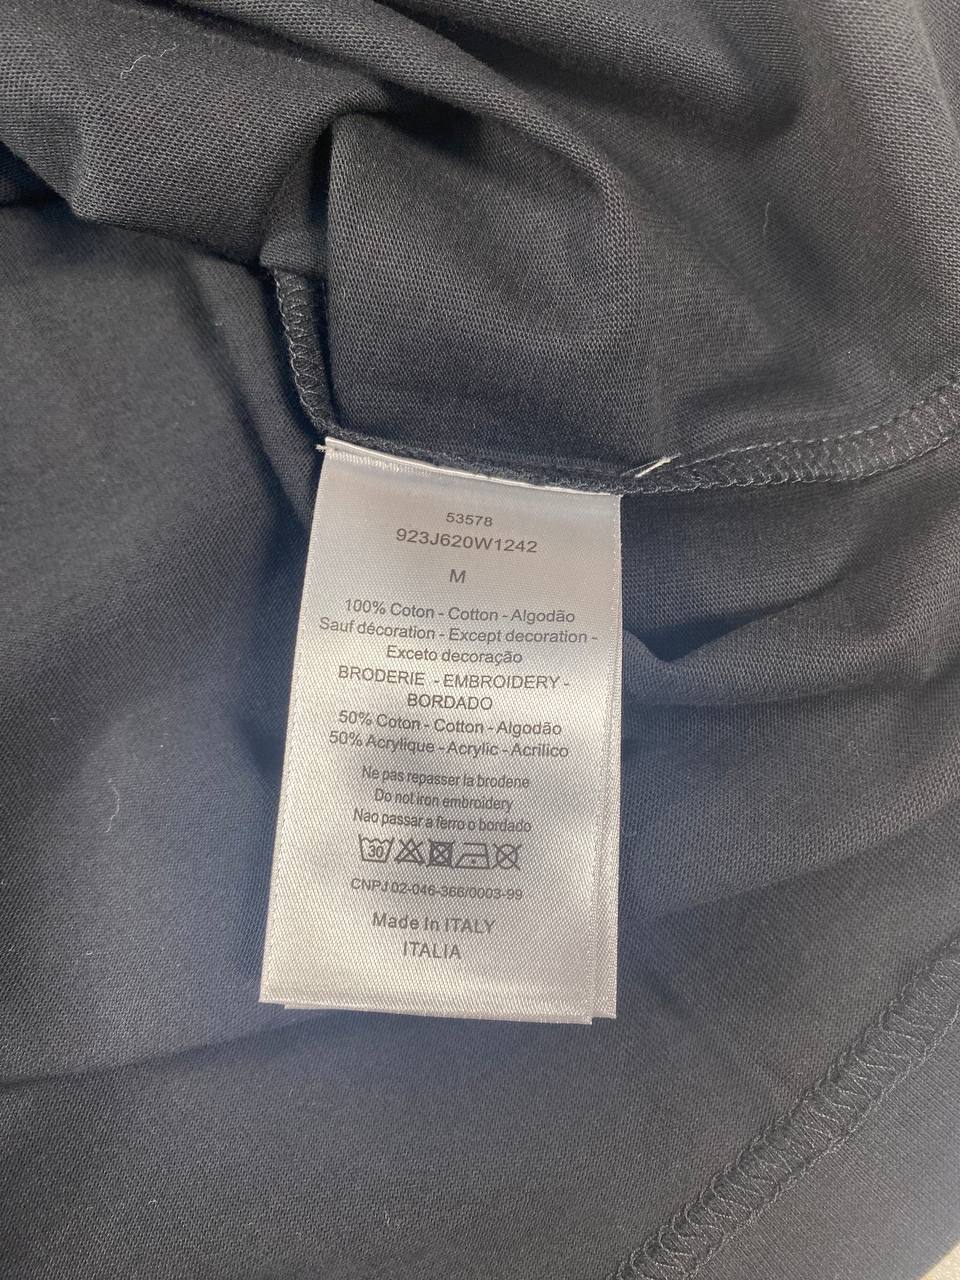 53578
923J620W1242
M
100% Coton - Cotton - Algodão
Sauf décoration - Except decoration -
Exceto decoração
BRODERIE - EMBROIDERY -
BORDADO
50% Coton - Cotton - Algodão
50% Acrylique - Acrylic - Acrilico
Ne pas repasser la brodene
Do not iron embroidery
Nao passar a ferro o bordado
30
CNPJ 02-046-366/0003-99
Made In ITALY
ITALIA